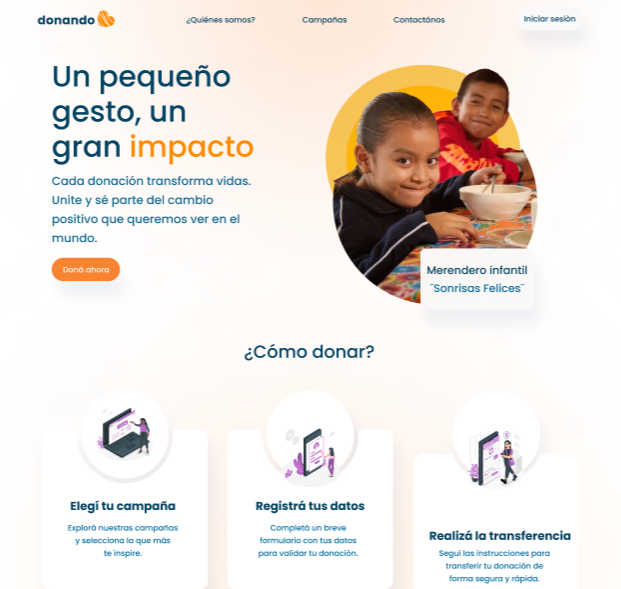 donando
¿Quiénes somos?
Campañas
Contactános
Iniciar sesión
Un pequeño
gesto, un
gran impacto
Cada donación transforma vidas.
Unite y sé parte del cambio
positivo que queremos ver en el
mundo.
Doná ahora
Merendero infantil
¨Sonrisas Felices¨
¿Cómo donar?
Elegí tu campaña
Explorá nuestras campañas
y selecciona la que más
te inspire.
Registrá tus datos
Completá un breve
formulario con tus datos
para validar tu donación.
Realizá la transferencia
Seguí las instrucciones para
transferir tu donación de
forma segura y rápida.